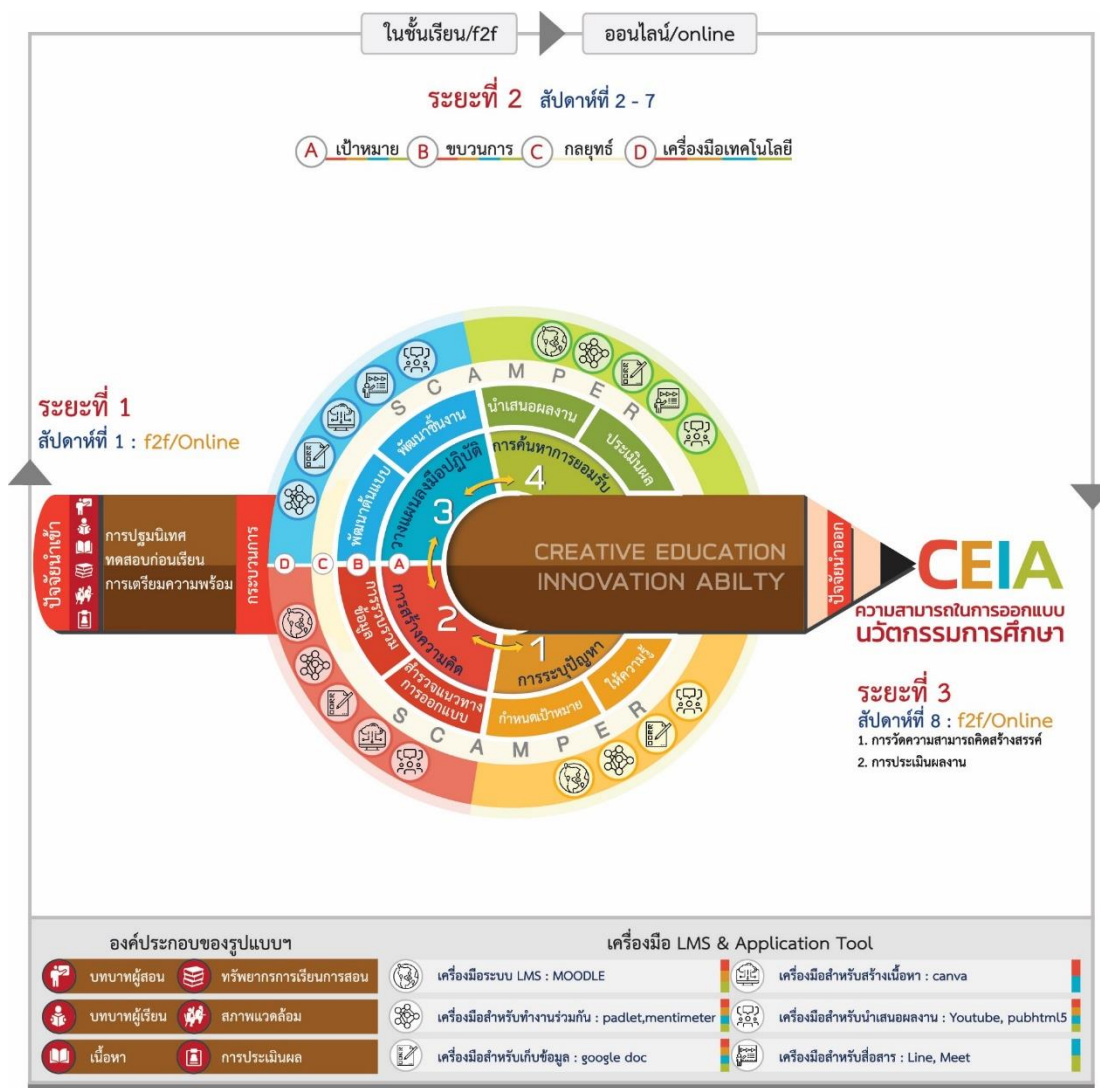 ในชั้นเรียน/f2f
ออนไลน์/online
ระยะที่ 2 สัปดาห์ที่ 2 - 7
A เป้าหมาย B ขบวนการ C กลยุทธ์ D เครื่องมือเทคโนโลยี
ระยะที่ 1
สัปดาห์ที่ 1 : f2f/Online
ปัจจัยนำเข้า
การปฐมนิเทศ
ทดสอบก่อนเรียน
การเตรียมความพร้อม
กระบวนการ
D C B A
SCAMPER
พัฒนาต้นแบบ
พัฒนาชิ้นงาน
นำเสนอผลงาน
ประเมินผล
3 วางแผนลงมือปฏิบัติ
4 การค้นหาการยอมรับ
2 การสร้างความคิด
1 การระบุปัญหา
การรวบรวม
ข้อมูล
สำรวจแนวทาง
การออกแบบ
กำหนดเป้าหมาย
ให้ความรู้
SCAMPER
CREATIVE EDUCATION
INNOVATION ABILTY
ปัจจัยนำออก
CEIA
ความสามารถในการออกแบบ
นวัตกรรมการศึกษา
ระยะที่ 3
สัปดาห์ที่ 8 : f2f/Online
1. การวัดความสามารถคิดสร้างสรรค์
2. การประเมินผลงาน
องค์ประกอบของรูปแบบฯ
บทบาทผู้สอน
ทรัพยากรการเรียนการสอน
บทบาทผู้เรียน
สภาพแวดล้อม
เนื้อหา
การประเมินผล
เครื่องมือ LMS & Application Tool
เครื่องมือระบบ LMS : MOODLE
เครื่องมือสำหรับสร้างเนื้อหา : canva
เครื่องมือสำหรับทำงานร่วมกัน : padlet,mentimeter
เครื่องมือสำหรับนำเสนอผลงาน : Youtube, pubhtml5
เครื่องมือสำหรับเก็บข้อมูล : google doc
เครื่องมือสำหรับสื่อสาร : Line, Meet